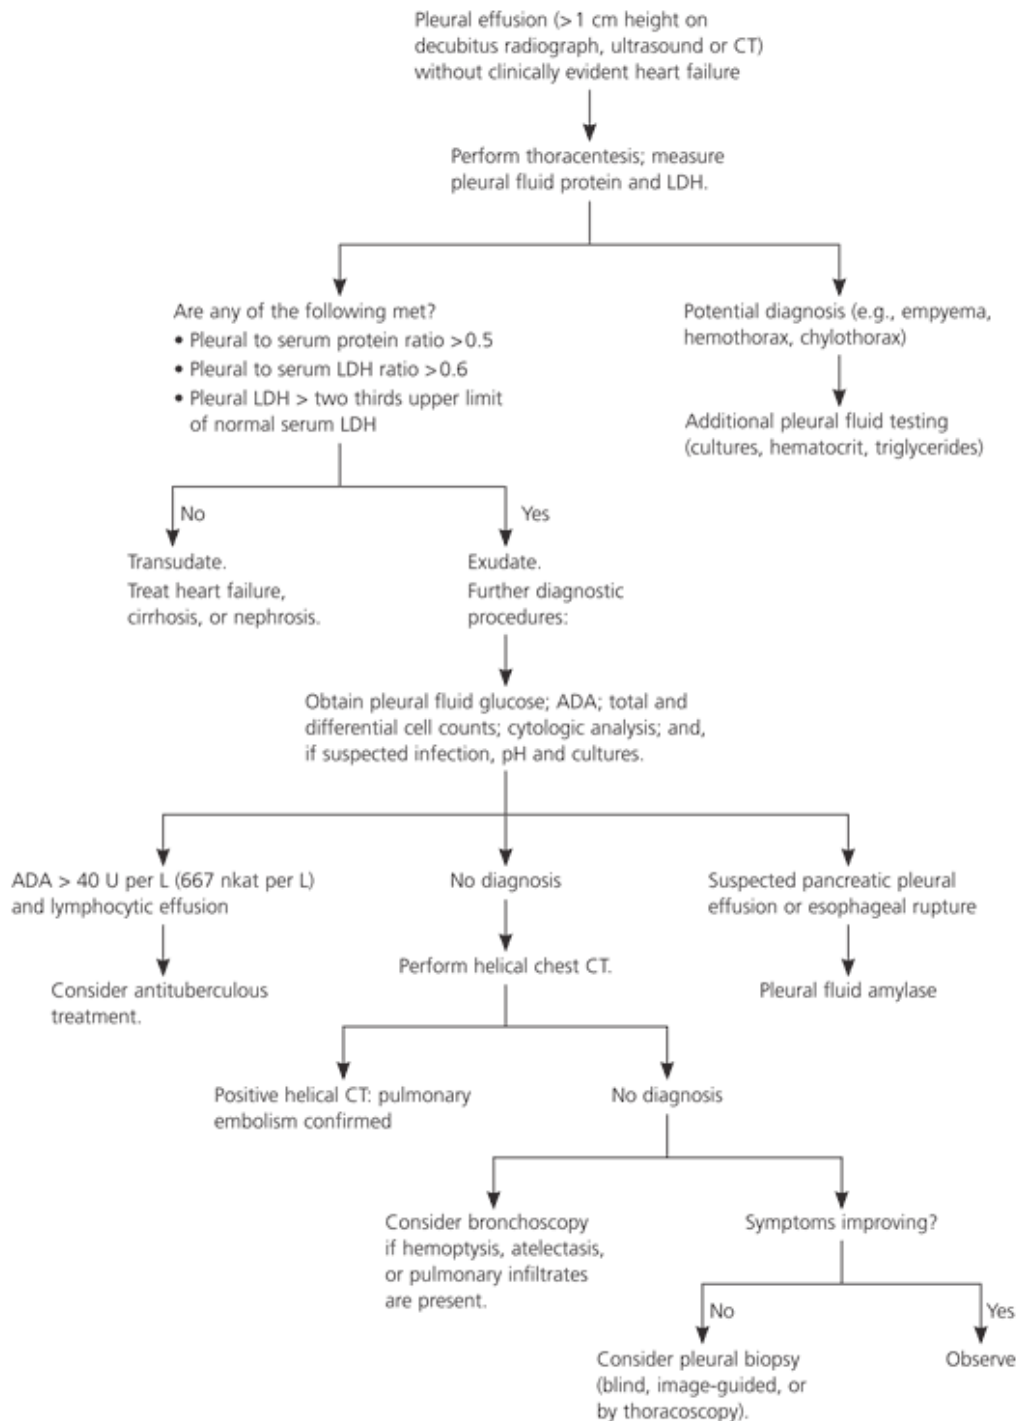 Pleural effusion (>1 cm height on
decubitus radiograph, ultrasound or CT)
without clinically evident heart failure
Perform thoracentesis; measure
pleural fluid protein and LDH.
Are any of the following met?
• Pleural to serum protein ratio >0.5
• Pleural to serum LDH ratio >0.6
• Pleural LDH > two thirds upper limit
of normal serum LDH
Potential diagnosis (e.g., empyema,
hemothorax, chylothorax)
Additional pleural fluid testing
(cultures, hematocrit, triglycerides)
No
Yes
Transudate.
Treat heart failure,
cirrhosis, or nephrosis.
Exudate.
Further diagnostic
procedures:
Obtain pleural fluid glucose; ADA; total and
differential cell counts; cytologic analysis; and,
if suspected infection, pH and cultures.
ADA > 40 U per L (667 nkat per L)
and lymphocytic effusion
No diagnosis
Suspected pancreatic pleural
effusion or esophageal rupture
Consider antituberculous
treatment.
Perform helical chest CT.
Pleural fluid amylase
Positive helical CT: pulmonary
embolism confirmed
No diagnosis
Consider bronchoscopy
if hemoptysis, atelectasis,
or pulmonary infiltrates
are present.
Symptoms improving?
No
Yes
Consider pleural biopsy
(blind, image-guided, or
by thoracoscopy).
Observe